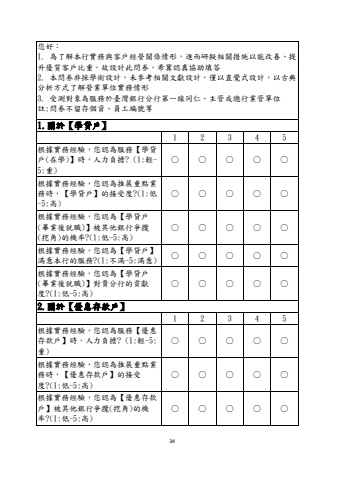 您好：
1. 為了解本行實務與客戶經營關係情形，進而研擬相關措施以能改善、提
升優質客戶比重，故設計此問卷，希冀認真協助填答
2. 本問卷非採學術設計，未參考相關文獻設計，僅以直覺式設計，以古典
分析方式了解營業單位實務情形
3. 受測對象為服務於臺灣銀行分行第一線同仁、主管或總行業管單位
註:問卷不留存個資、員工編號等
1.關於【學貸戶】
1 2 3 4 5
根據實務經驗，您認為服務【學貸
戶(在學)】時，人力負擔? (1:輕-
5:重)
○ ○ ○ ○ ○
根據實務經驗，您認為推展重點業
務時，【學貸戶】的接受度?(1:低
-5:高)
○ ○ ○ ○ ○
根據實務經驗，您認為【學貸戶
(畢業後就職)】被其他銀行爭攬
(挖角)的機率?(1:低-5:高)
○ ○ ○ ○ ○
根據實務經驗，您認為【學貸戶】
滿意本行的服務?(1:不滿-5:滿意)
○ ○ ○ ○ ○
根據實務經驗，您認為【學貸戶
(畢業後就職)】對貴分行的貢獻
度?(1:低-5:高)
○ ○ ○ ○ ○
2.關於【優惠存款戶】
1 2 3 4 5
根據實務經驗，您認為服務【優惠
存款戶】時，人力負擔? (1:輕-5:
重)
○ ○ ○ ○ ○
根據實務經驗，您認為推展重點業
務時，【優惠存款戶】的接受
度?(1:低-5:高)
○ ○ ○ ○ ○
根據實務經驗，您認為【優惠存款
戶】被其他銀行爭攬(挖角)的機
率?(1:低-5:高)
○ ○ ○ ○ ○
34